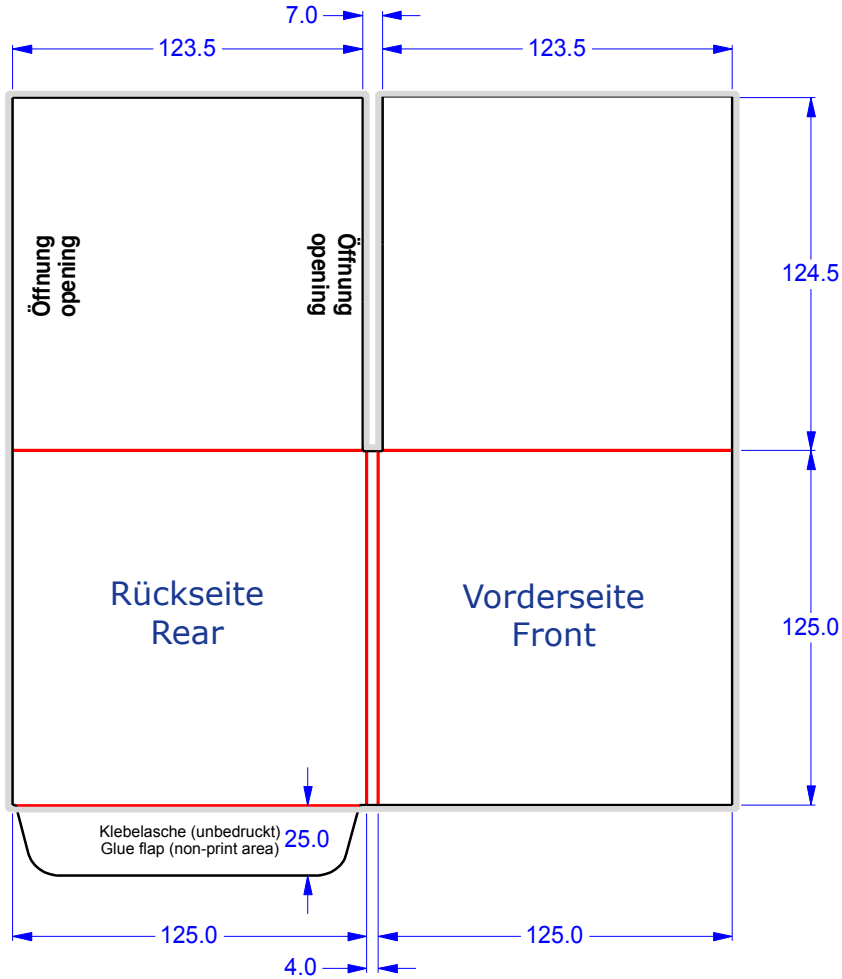 7.0
123.5
123.5
Öffnung
opening
Öffnung
opening
124.5
Rückseite
Rear
Vorderseite
Front
125.0
Klebelasche (unbedruckt)
Glue flap (non-print area)
25.0
125.0
125.0
4.0